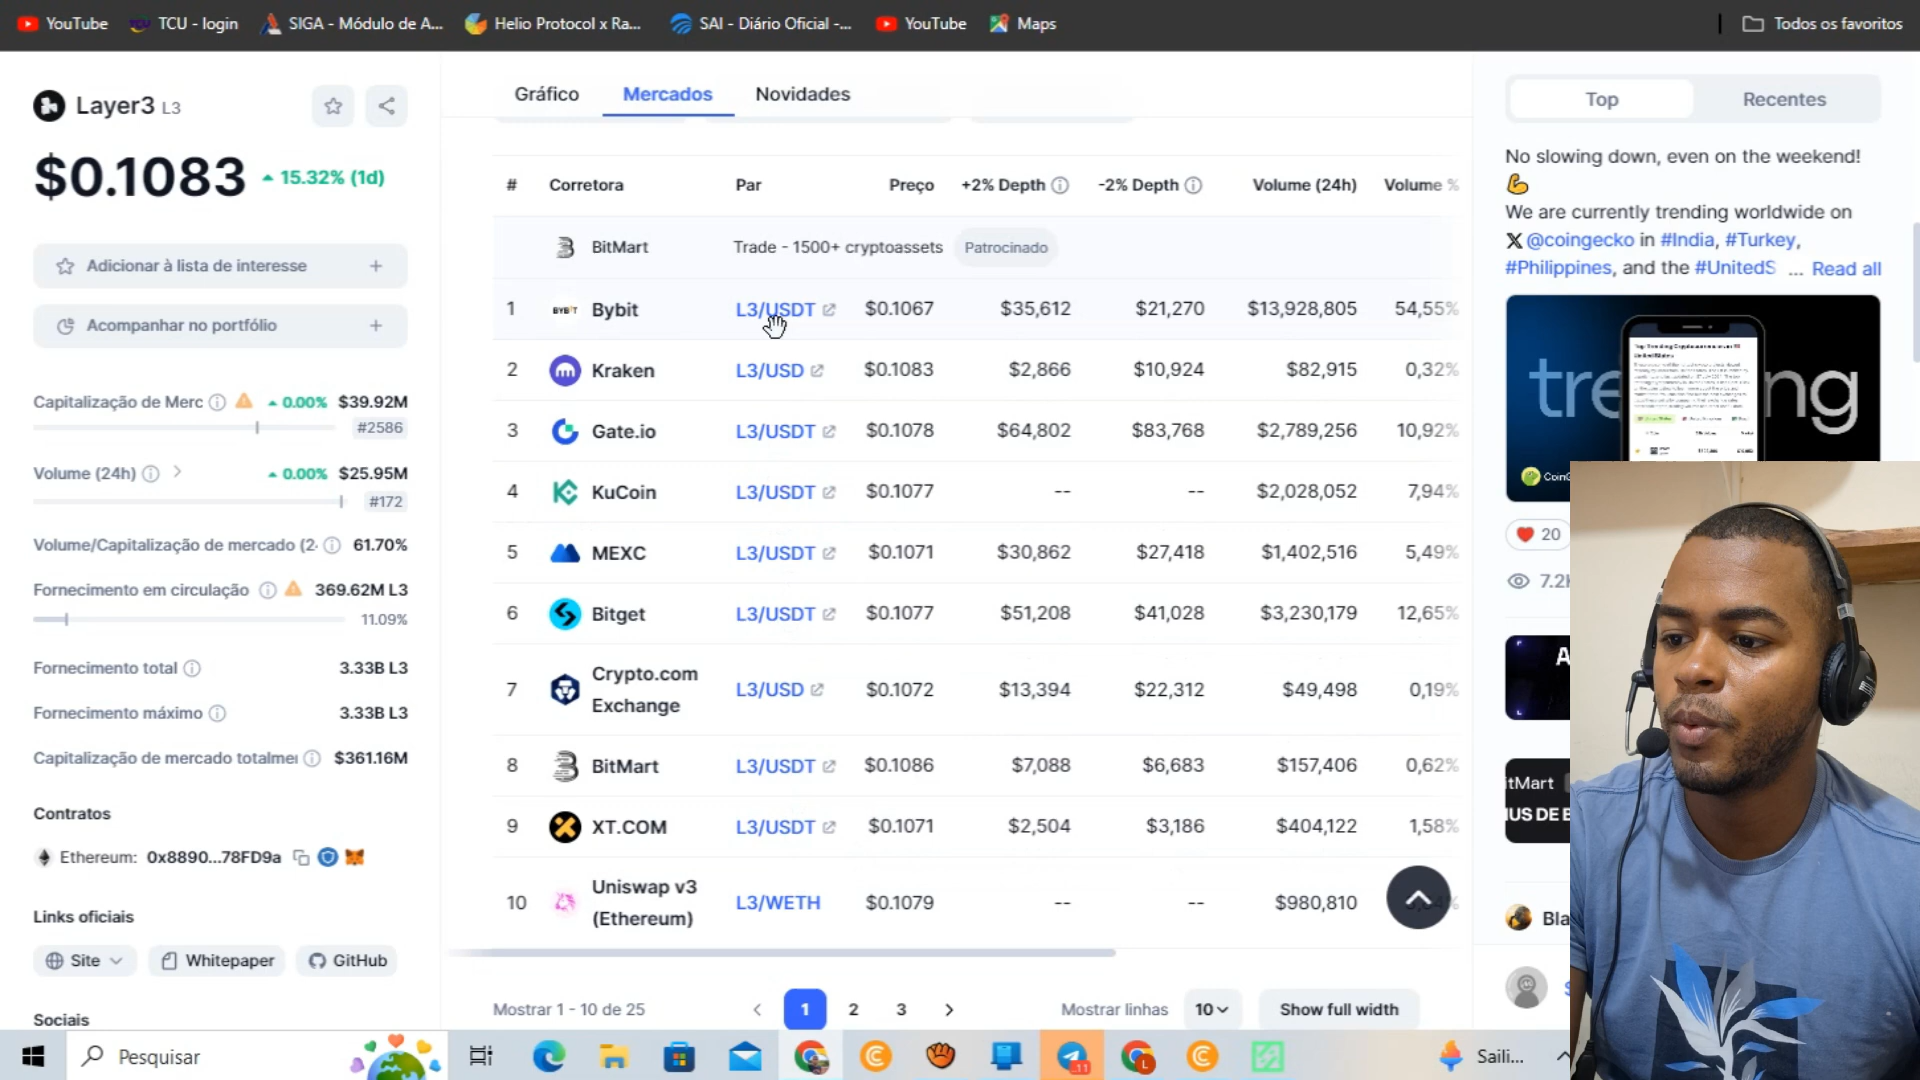 YouTube TCU - login SIGA - Módulo de A... Helio Protocol x Ra... SAI - Diário Oficial -... YouTube Maps Todos os favoritos
Layer3 L3
$0.1083 15.32% (1d)
Adicionar à lista de interesse +
Acompanhar no portfólio +
Capitalização de Merc 0.00% $39.92M
#2586
Volume (24h) 0.00% $25.95M
#172
Volume/Capitalização de mercado (2- 61.70%
Fornecimento em circulação 369.62M L3
11.09%
Fornecimento total 3.33B L3
Fornecimento máximo 3.33B L3
Capitalização de mercado totalmei $361.16M
Contratos
Ethereum: 0x8890...78FD9a
Links oficiais
Site Whitepaper GitHub
Sociais
Gráfico Mercados Novidades
# Corretora Par Preço +2% Depth -2% Depth Volume (24h) Volume %
BitMart Trade - 1500+ cryptoassets Patrocinado
1 BYBIT Bybit L3/USDT $0.1067 $35,612 $21,270 $13,928,805 54,55%
2 Kraken L3/USD $0.1083 $2,866 $10,924 $82,915 0,32%
3 Gate.io L3/USDT $0.1078 $64,802 $83,768 $2,789,256 10,92%
4 KuCoin L3/USDT $0.1077 -- -- $2,028,052 7,94%
5 MEXC L3/USDT $0.1071 $30,862 $27,418 $1,402,516 5,49%
6 Bitget L3/USDT $0.1077 $51,208 $41,028 $3,230,179 12,65%
7 Crypto.com Exchange L3/USD $0.1072 $13,394 $22,312 $49,498 0,19%
8 BitMart L3/USDT $0.1086 $7,088 $6,683 $157,406 0,62%
9 XT.COM L3/USDT $0.1071 $2,504 $3,186 $404,122 1,58%
10 Uniswap v3 (Ethereum) L3/WETH $0.1079 -- -- $980,810
Mostrar 1 - 10 de 25 1 2 3 Mostrar linhas 10 Show full width
Top Recentes
No slowing down, even on the weekend!
We are currently trending worldwide on
@coingecko in #India, #Turkey,
#Philippines, and the #UnitedS ... Read all
tre ng
20
7.2K
A
itMart
IUS DE
Bla
Pesquisar
11
Saili...